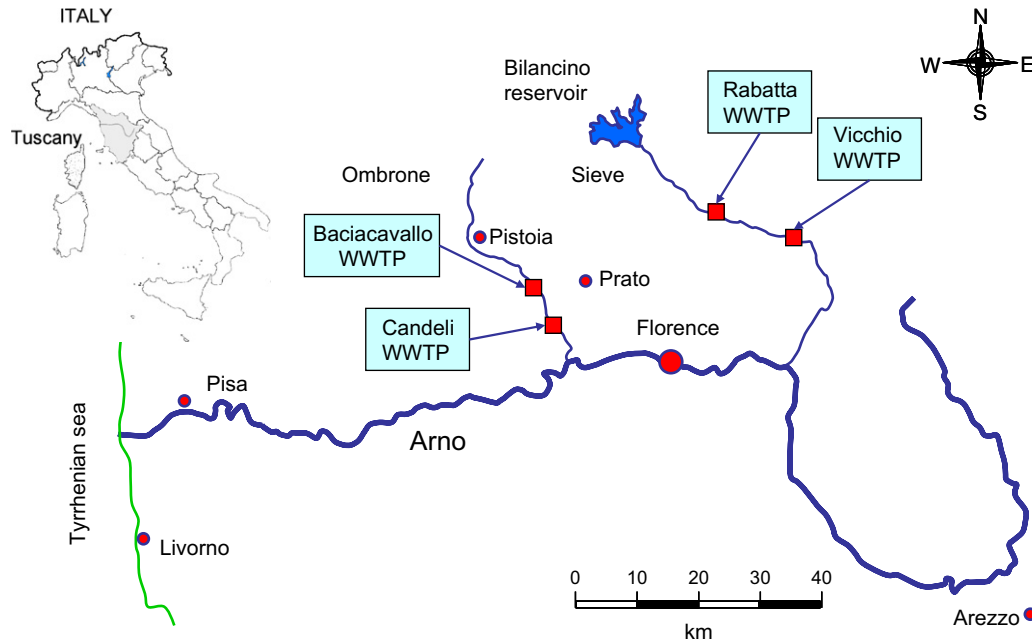 ITALY
Tuscany
N
W
E
S
Bilancino
reservoir
Rabatta
WWTP
Vicchio
WWTP
Ombrone
Sieve
Baciacavallo
WWTP
Pistoia
Prato
Candeli
WWTP
Florence
Pisa
Arno
Tyrrhenian sea
Livorno
0 10 20 30 40
km
Arezzo